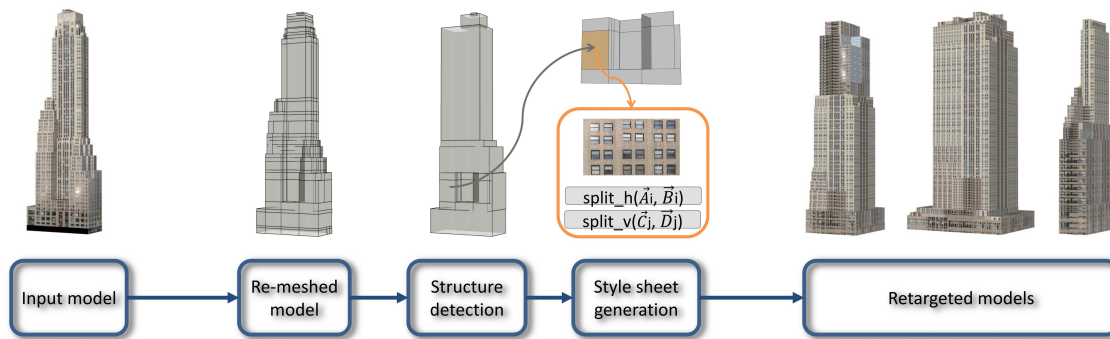 split_h(A⃗i, B⃗i)
split_v(C⃗j, D⃗j)
Input model
Re-meshed
model
Structure
detection
Style sheet
generation
Retargeted models